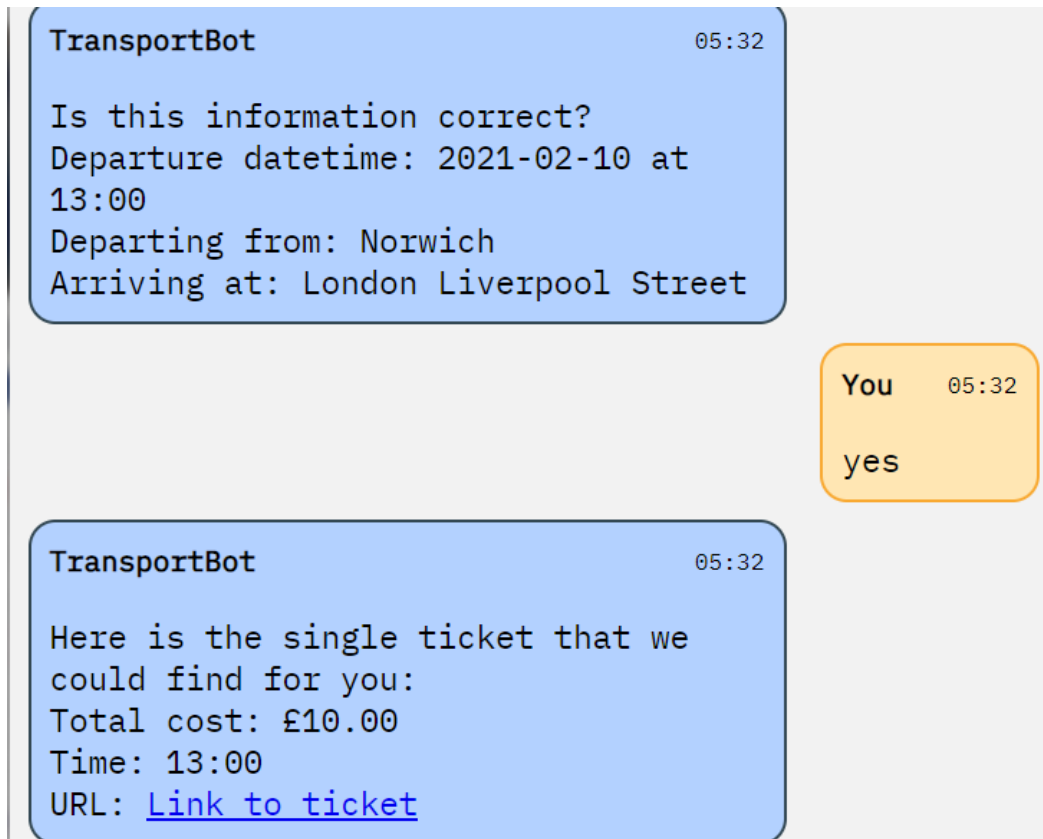 TransportBot 05:32
Is this information correct?
Departure datetime: 2021-02-10 at
13:00
Departing from: Norwich
Arriving at: London Liverpool Street
You 05:32
yes
TransportBot 05:32
Here is the single ticket that we
could find for you:
Total cost: £10.00
Time: 13:00
URL: Link to ticket